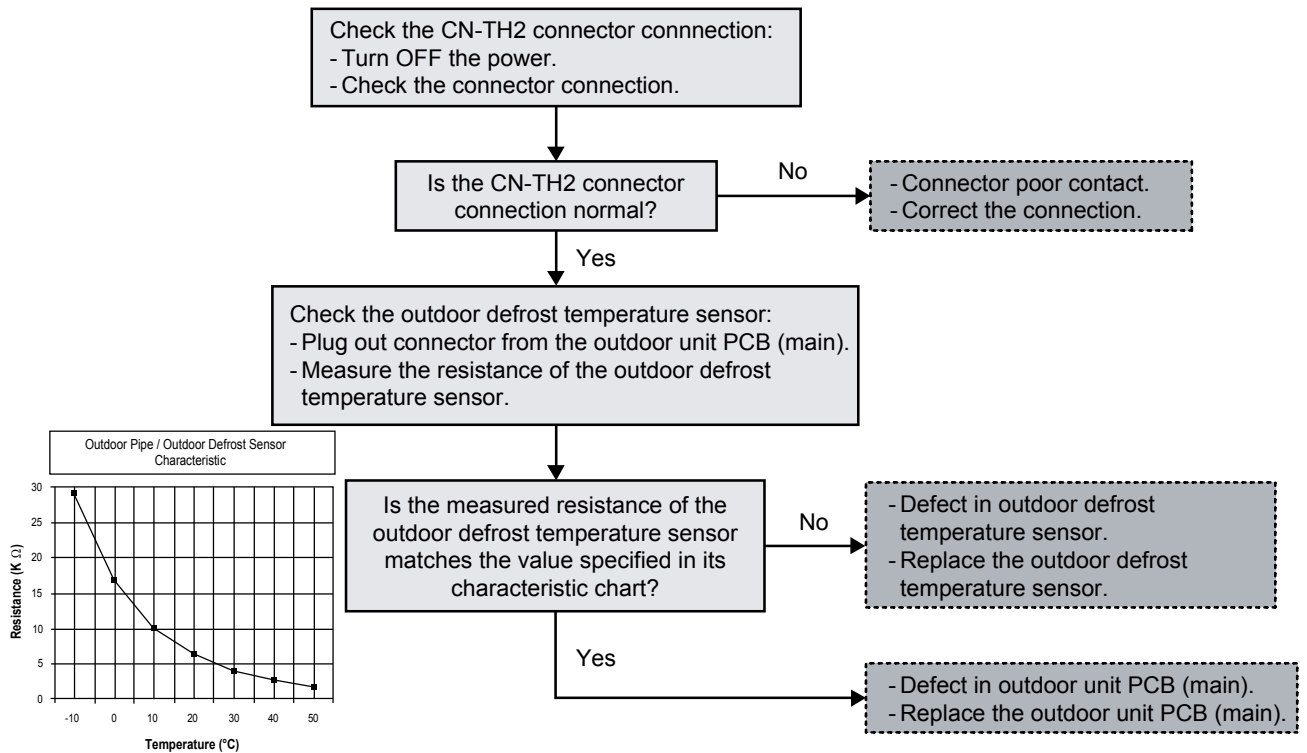 Check the CN-TH2 connector connnection:
- Turn OFF the power.
- Check the connector connection.
Is the CN-TH2 connector
connection normal?
No
- Connector poor contact.
- Correct the connection.
Yes
Check the outdoor defrost temperature sensor:
- Plug out connector from the outdoor unit PCB (main).
- Measure the resistance of the outdoor defrost
temperature sensor.
Is the measured resistance of the
outdoor defrost temperature sensor
matches the value specified in its
characteristic chart?
No
- Defect in outdoor defrost
temperature sensor.
- Replace the outdoor defrost
temperature sensor.
Yes
- Defect in outdoor unit PCB (main).
- Replace the outdoor unit PCB (main).
Outdoor Pipe / Outdoor Defrost Sensor
Characteristic
Resistance (K Ω)
30
25
20
15
10
5
0
-10 0 10 20 30 40 50
Temperature (°C)